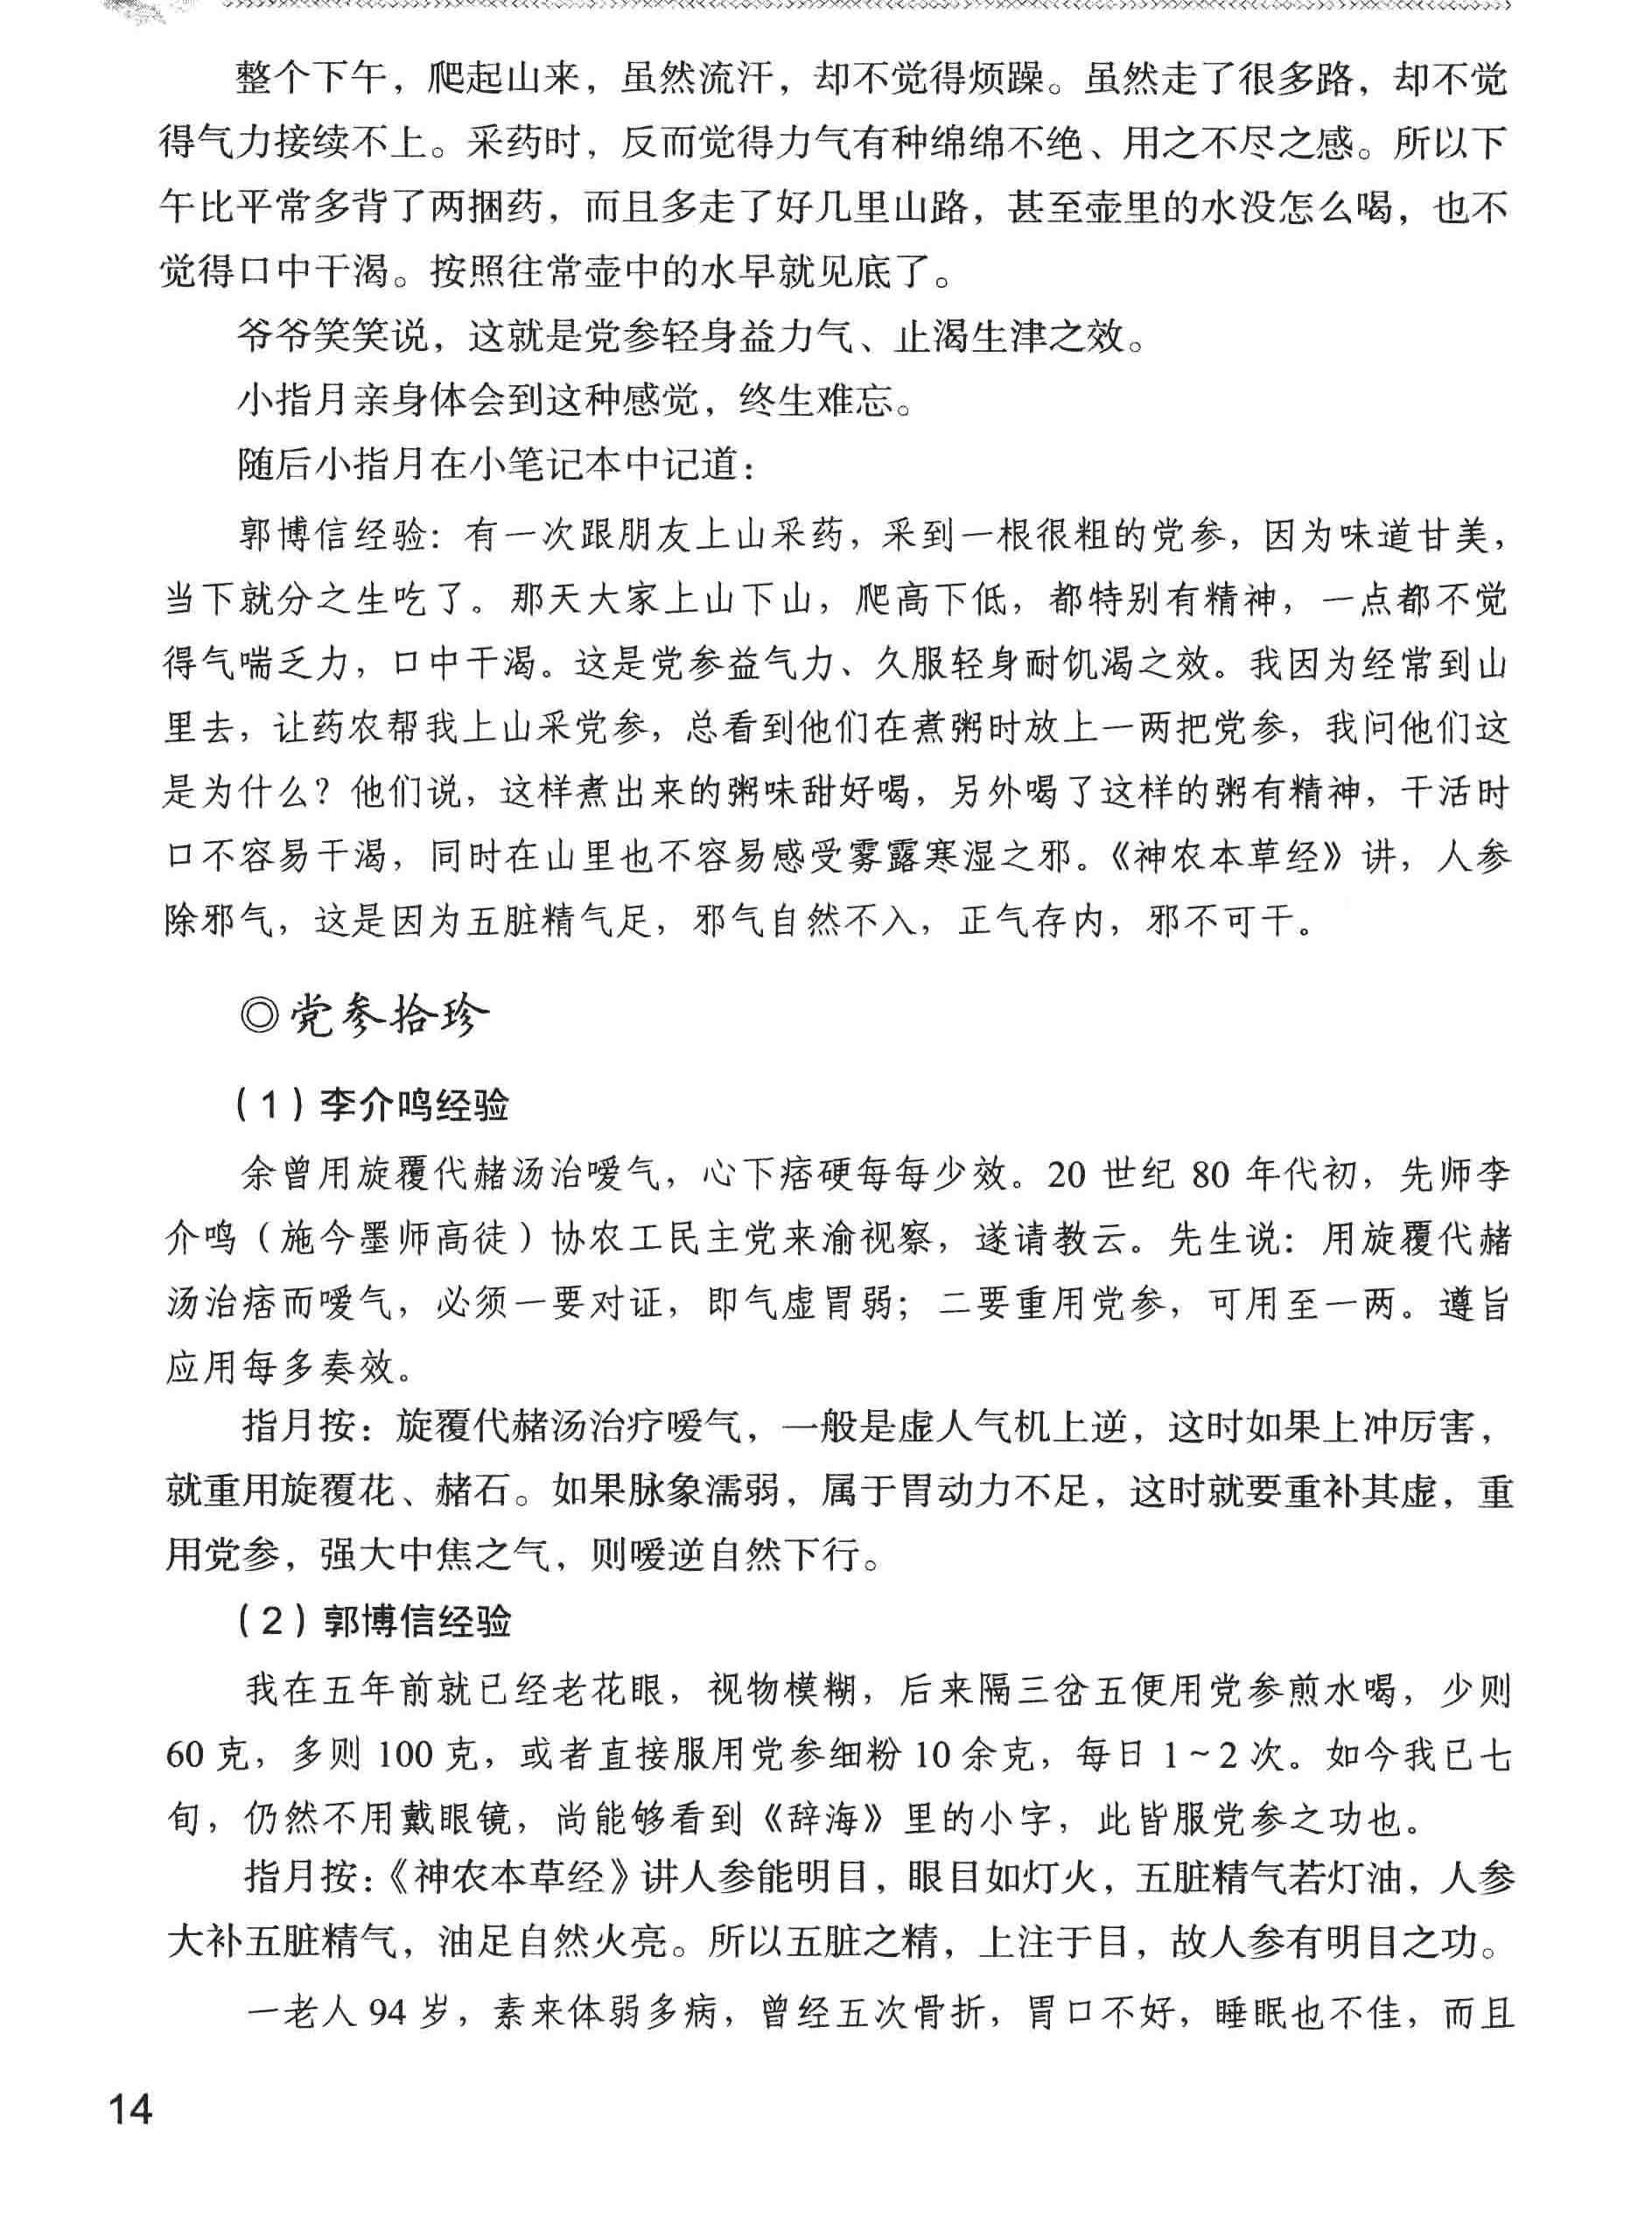 整个下午，爬起山来，虽然流汗，却不觉得烦躁。虽然走了很多路，却不觉
得气力接续不上。采药时，反而觉得力气有种绵绵不绝、用之不尽之感。所以下
午比平常多背了两捆药，而且多走了好几里山路，甚至壶里的水没怎么喝，也不
觉得口中干渴。按照往常壶中的水早就见底了。
爷爷笑笑说，这就是党参轻身益力气、止渴生津之效。
小指月亲身体会到这种感觉，终生难忘。
随后小指月在小笔记本中记道：
郭博信经验：有一次跟朋友上山采药，采到一根很粗的党参，因为味道甘美，
当下就分之生吃了。那天大家上山下山，爬高下低，都特别有精神，一点都不觉
得气喘乏力，口中干渴。这是党参益气力、久服轻身耐饥渴之效。我因为经常到山
里去，让药农帮我上山采党参，总看到他们在煮粥时放上一两把党参，我问他们这
是为什么？他们说，这样煮出来的粥味甜好喝，另外喝了这样的粥有精神，干活时
口不容易干渴，同时在山里也不容易感受雾露寒湿之邪。《神农本草经》讲，人参
除邪气，这是因为五脏精气足，邪气自然不入，正气存内，邪不可干。
◎党参拾珍
（1）李介鸣经验
余曾用旋覆代赭汤治嗳气，心下痞硬每每少效。20 世纪 80 年代初，先师李
介鸣（施今墨师高徒）协农工民主党来渝视察，遂请教云。先生说：用旋覆代赭
汤治痞而嗳气，必须一要对证，即气虚胃弱；二要重用党参，可用至一两。遵旨
应用每多奏效。
指月按：旋覆代赭汤治疗嗳气，一般是虚人气机上逆，这时如果上冲厉害，
就重用旋覆花、赭石。如果脉象濡弱，属于胃动力不足，这时就要重补其虚，重
用党参，强大中焦之气，则嗳逆自然下行。
（2）郭博信经验
我在五年前就已经老花眼，视物模糊，后来隔三岔五便用党参煎水喝，少则
60 克，多则 100 克，或者直接服用党参细粉 10 余克，每日 1～2 次。如今我已七
旬，仍然不用戴眼镜，尚能够看到《辞海》里的小字，此皆服党参之功也。
指月按：《神农本草经》讲人参能明目，眼目如灯火，五脏精气若灯油，人参
大补五脏精气，油足自然火亮。所以五脏之精，上注于目，故人参有明目之功。
一老人 94 岁，素来体弱多病，曾经五次骨折，胃口不好，睡眠也不佳，而且
14